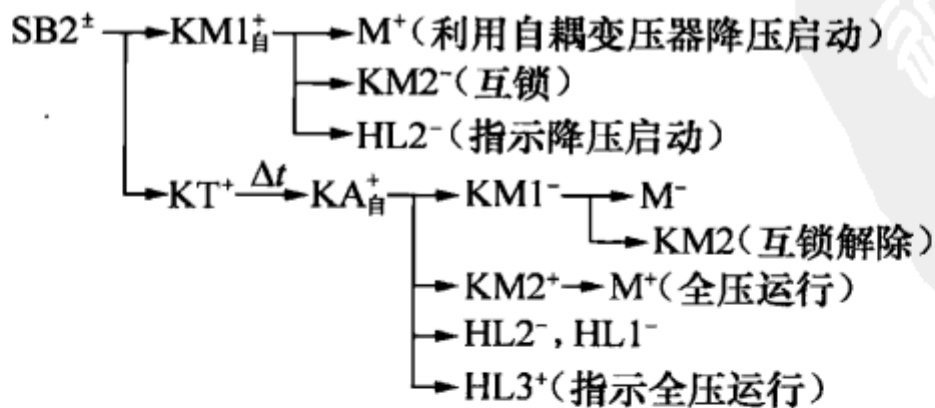 SB2± → KM1⁺自 → M⁺(利用自耦变压器降压启动)
→ KM2⁻(互锁)
→ HL2⁻(指示降压启动)
→ KT⁺ Δt → KA⁺自 → KM1⁻ → M⁻
→ KM2(互锁解除)
→ KM2⁺ → M⁺(全压运行)
→ HL2⁻, HL1⁻
→ HL3⁺(指示全压运行)